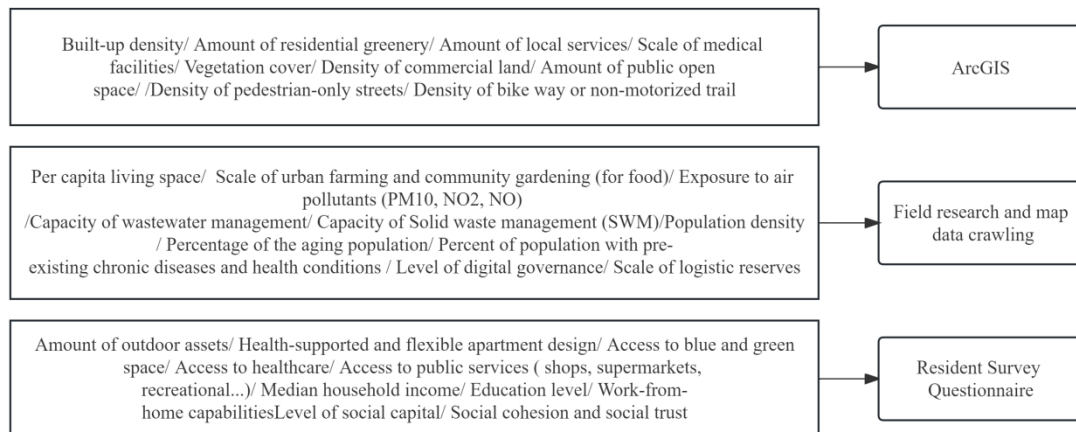 Built-up density/ Amount of residential greenery/ Amount of local services/ Scale of medical
facilities/ Vegetation cover/ Density of commercial land/ Amount of public open
space/ /Density of pedestrian-only streets/ Density of bike way or non-motorized trail
ArcGIS
Per capita living space/ Scale of urban farming and community gardening (for food)/ Exposure to air
pollutants (PM10, NO2, NO)
/Capacity of wastewater management/ Capacity of Solid waste management (SWM)/Population density
/ Percentage of the aging population/ Percent of population with pre-
existing chronic diseases and health conditions / Level of digital governance/ Scale of logistic reserves
Field research and map
data crawling
Amount of outdoor assets/ Health-supported and flexible apartment design/ Access to blue and green
space/ Access to healthcare/ Access to public services ( shops, supermarkets,
recreational...)/ Median household income/ Education level/ Work-from-
home capabilitiesLevel of social capital/ Social cohesion and social trust
Resident Survey
Questionnaire